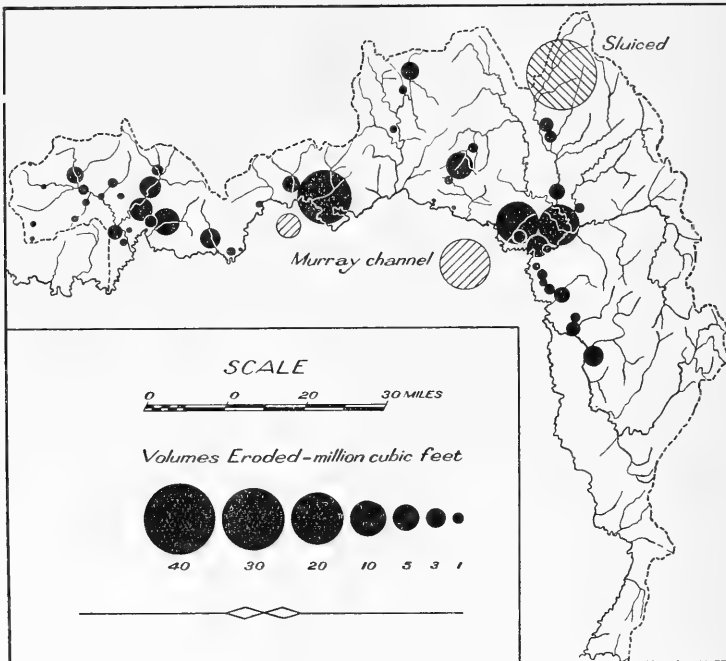 Sluiced
Murray channel
SCALE
0 0 20 30 MILES
Volumes Eroded-million cubic feet
40 30 20 10 5 3 1